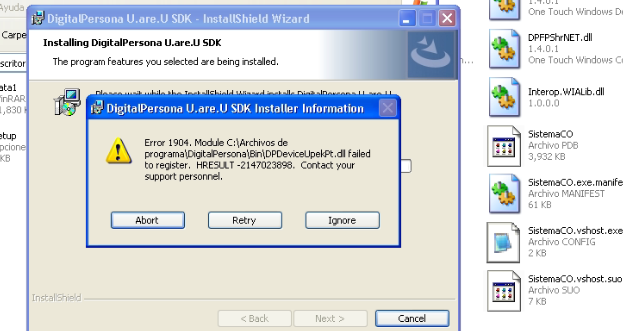 Ayuda
DigitalPersona U.are.U SDK - InstallShield Wizard
Installing DigitalPersona U.are.U SDK
The program features you selected are being installed.
Please wait while the InstallShield Wizard installs DigitalPersona U.are.U
DigitalPersona U.are.U SDK Installer Information
Error 1904. Module C:\Archivos de
programa\DigitalPersona\Bin\DPDeviceUpekPt.dll failed
to register. HRESULT -2147023898. Contact your
support personnel.
Abort
Retry
Ignore
InstallShield
< Back
Next >
Cancel
Carpe
scritor
ata1
inRAR
1,830 K
etup
pcione
KB
1.4.0.1
One Touch Windows De
DPFPShrNET.dll
1.4.0.1
One Touch Windows Co
Interop.WIALib.dll
1.0.0.0
SistemaCO
Archivo PDB
3,932 KB
SistemaCO.exe.manife
Archivo MANIFEST
61 KB
SistemaCO.vshost.exe
Archivo CONFIG
2 KB
SistemaCO.vshost.suo
Archivo SUO
7 KB